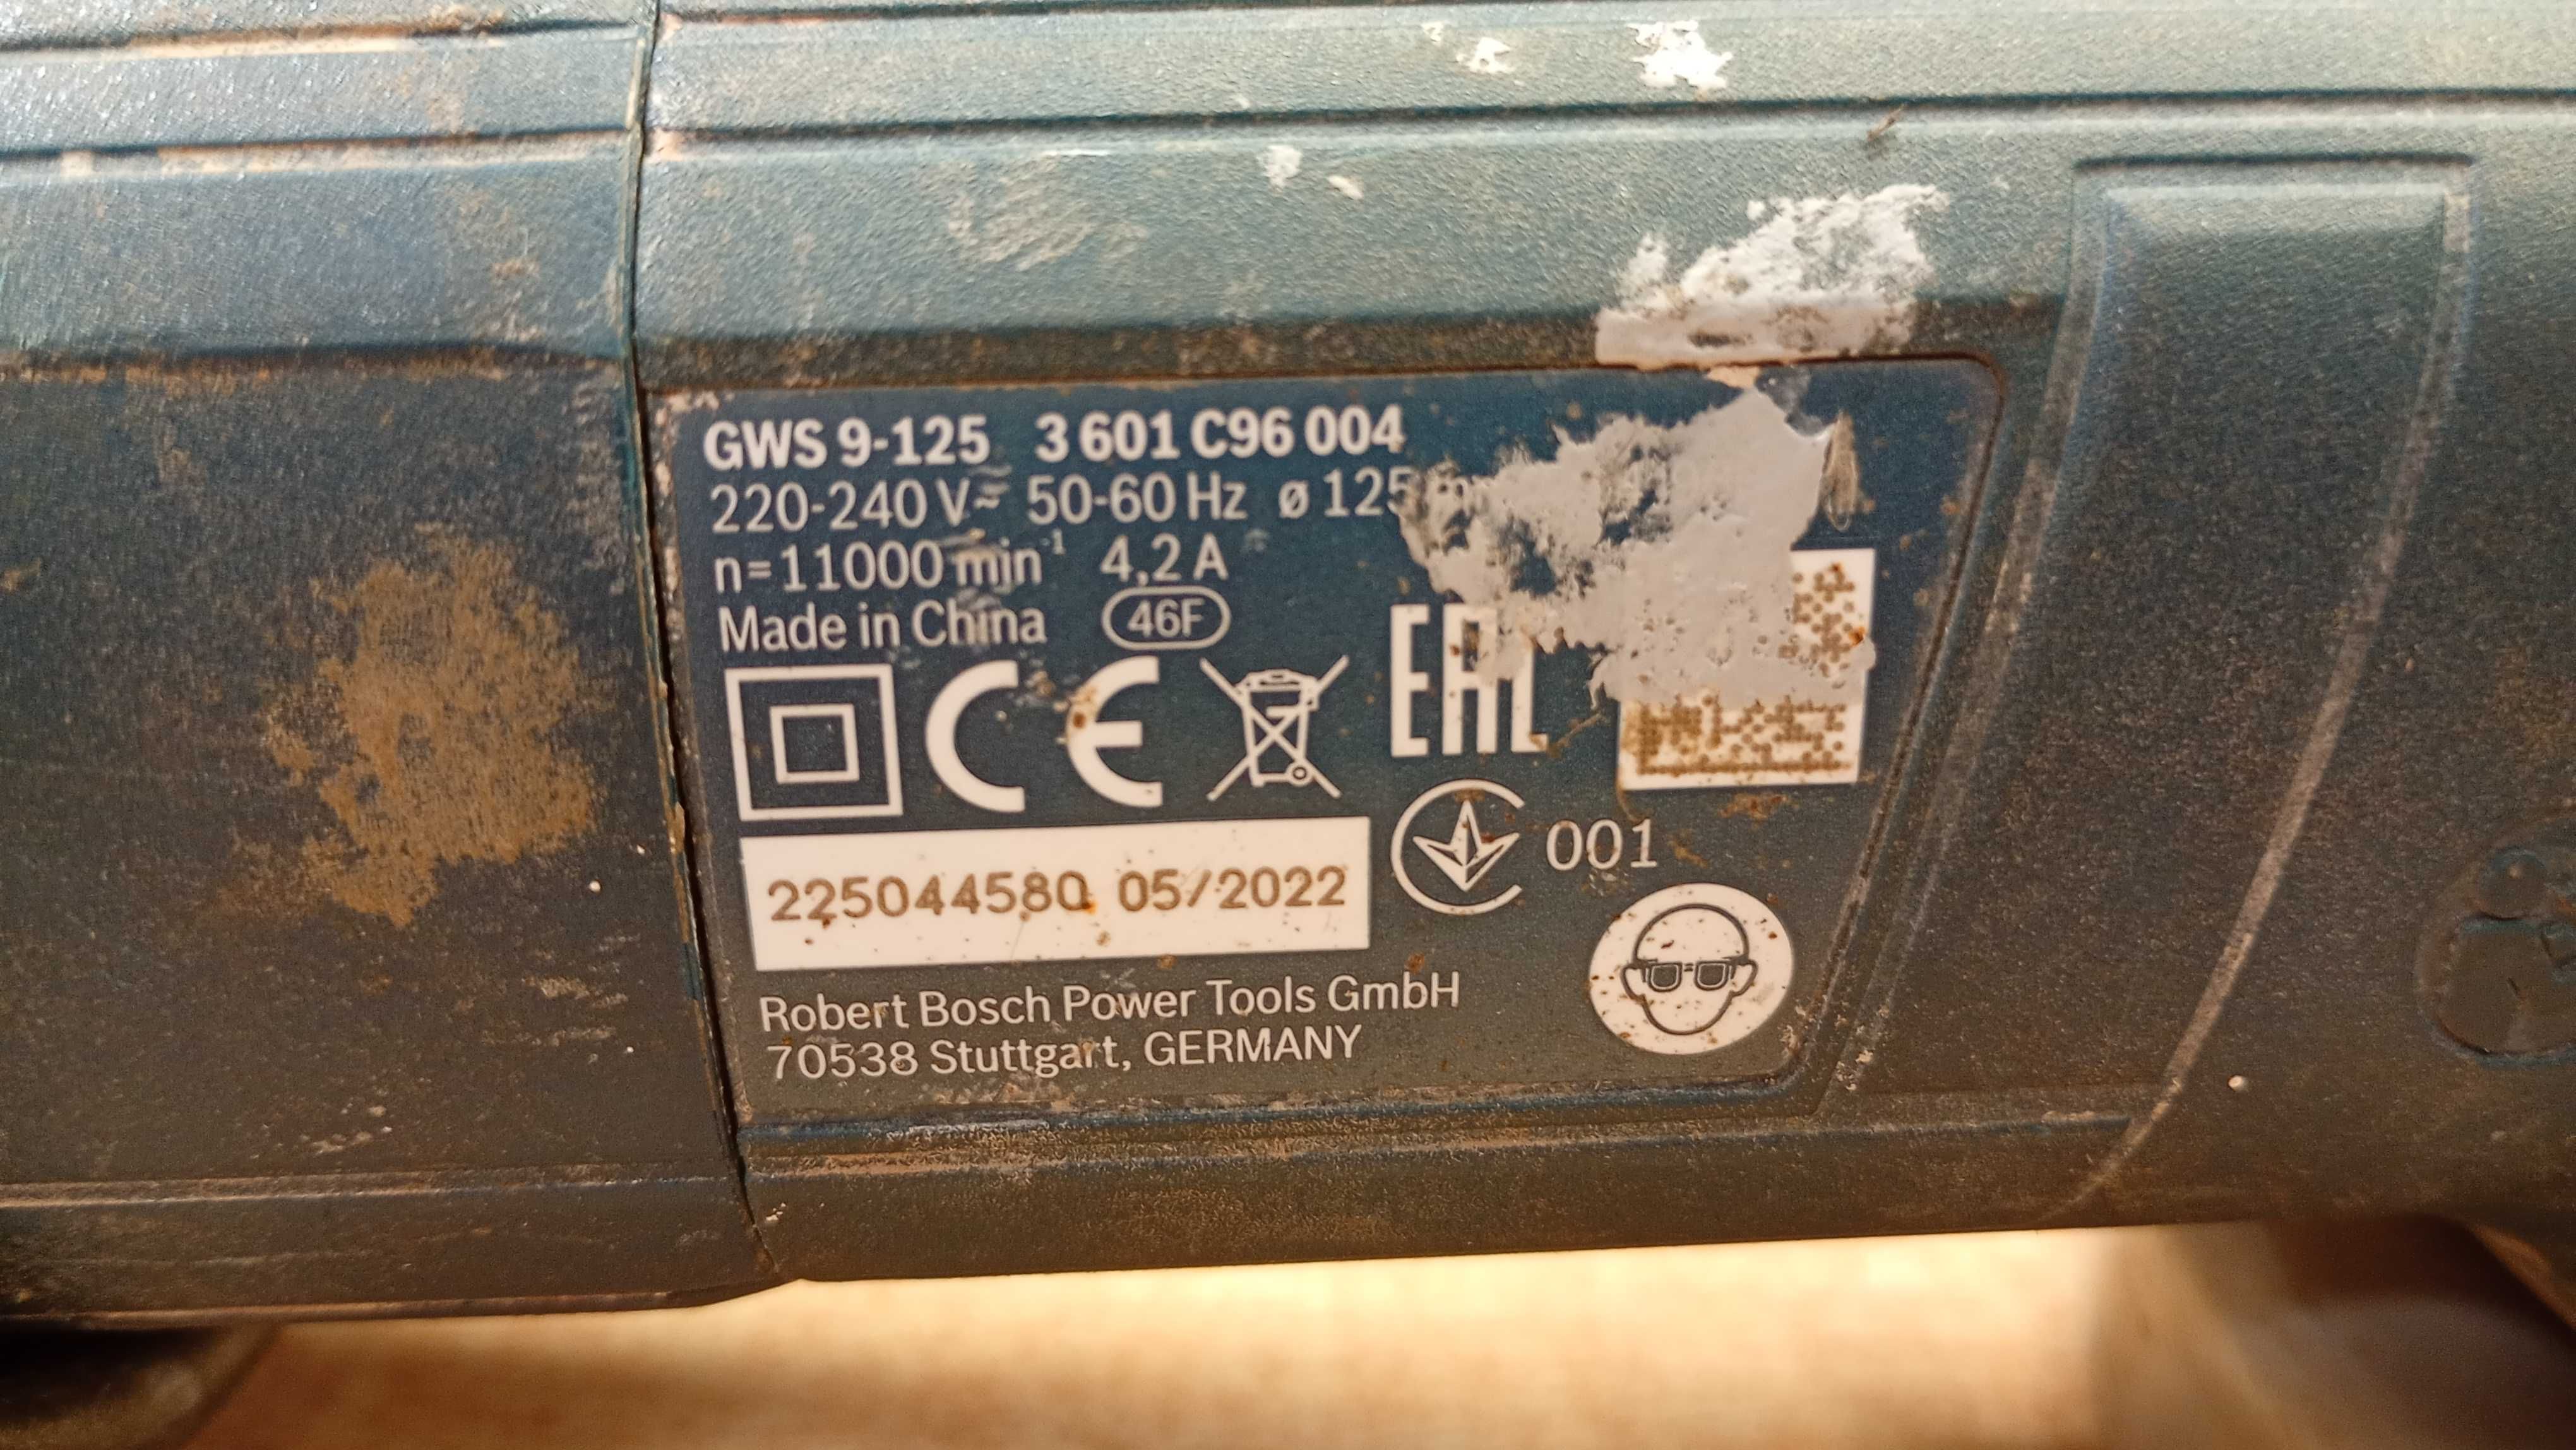 GWS 9-125 3 601 C96 004
220-240 V≂ 50-60 Hz ø 125
n=11000 min⁻¹ 4,2 A
Made in China 46F
CE EAC
225044580 05/2022
001
Robert Bosch Power Tools GmbH
70538 Stuttgart, GERMANY